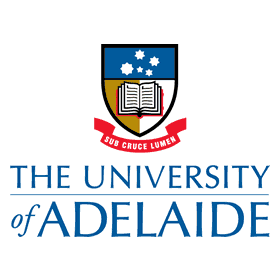 SUB CRUCE LUMEN
THE UNIVERSITY
of ADELAIDE